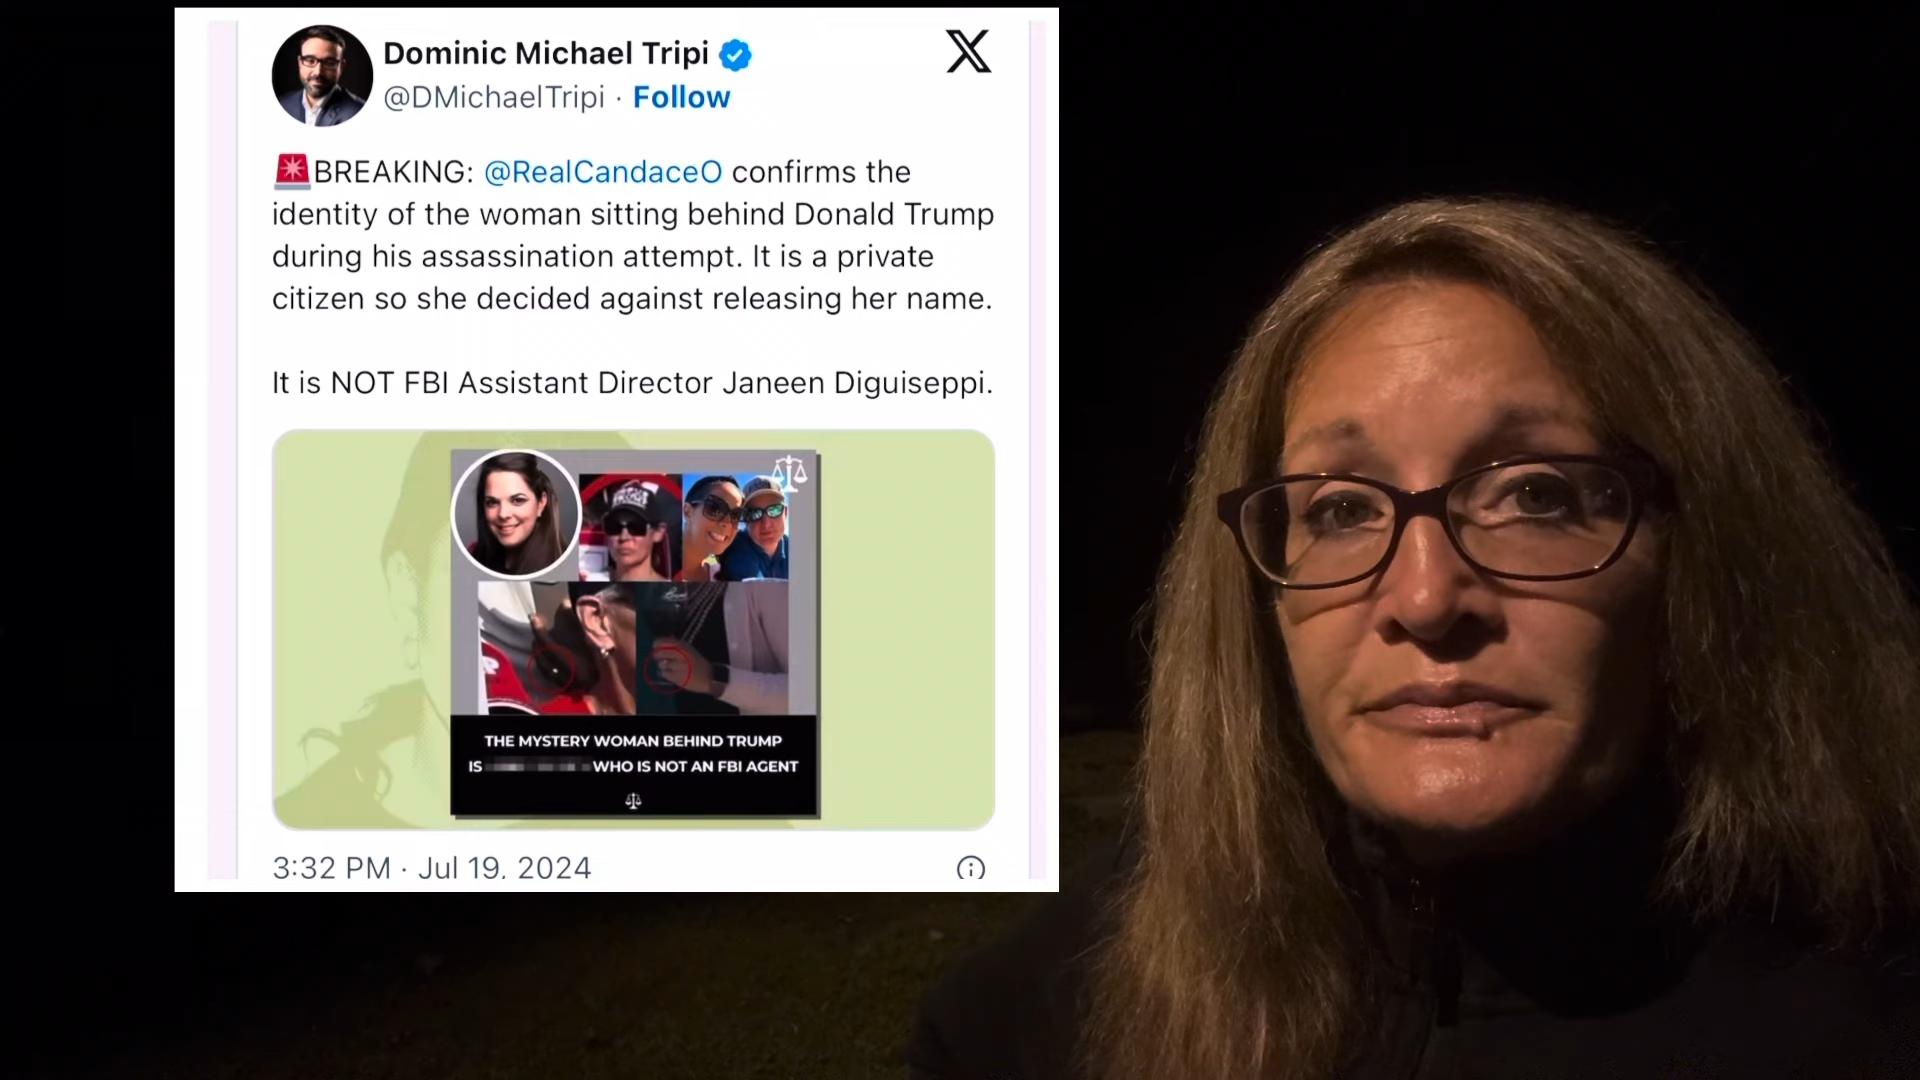 Dominic Michael Tripi
@DMichaelTripi · Follow
🚨BREAKING: @RealCandaceO confirms the
identity of the woman sitting behind Donald Trump
during his assassination attempt. It is a private
citizen so she decided against releasing her name.
It is NOT FBI Assistant Director Janeen Diguiseppi.
THE MYSTERY WOMAN BEHIND TRUMP
IS WHO IS NOT AN FBI AGENT
3:32 PM · Jul 19, 2024